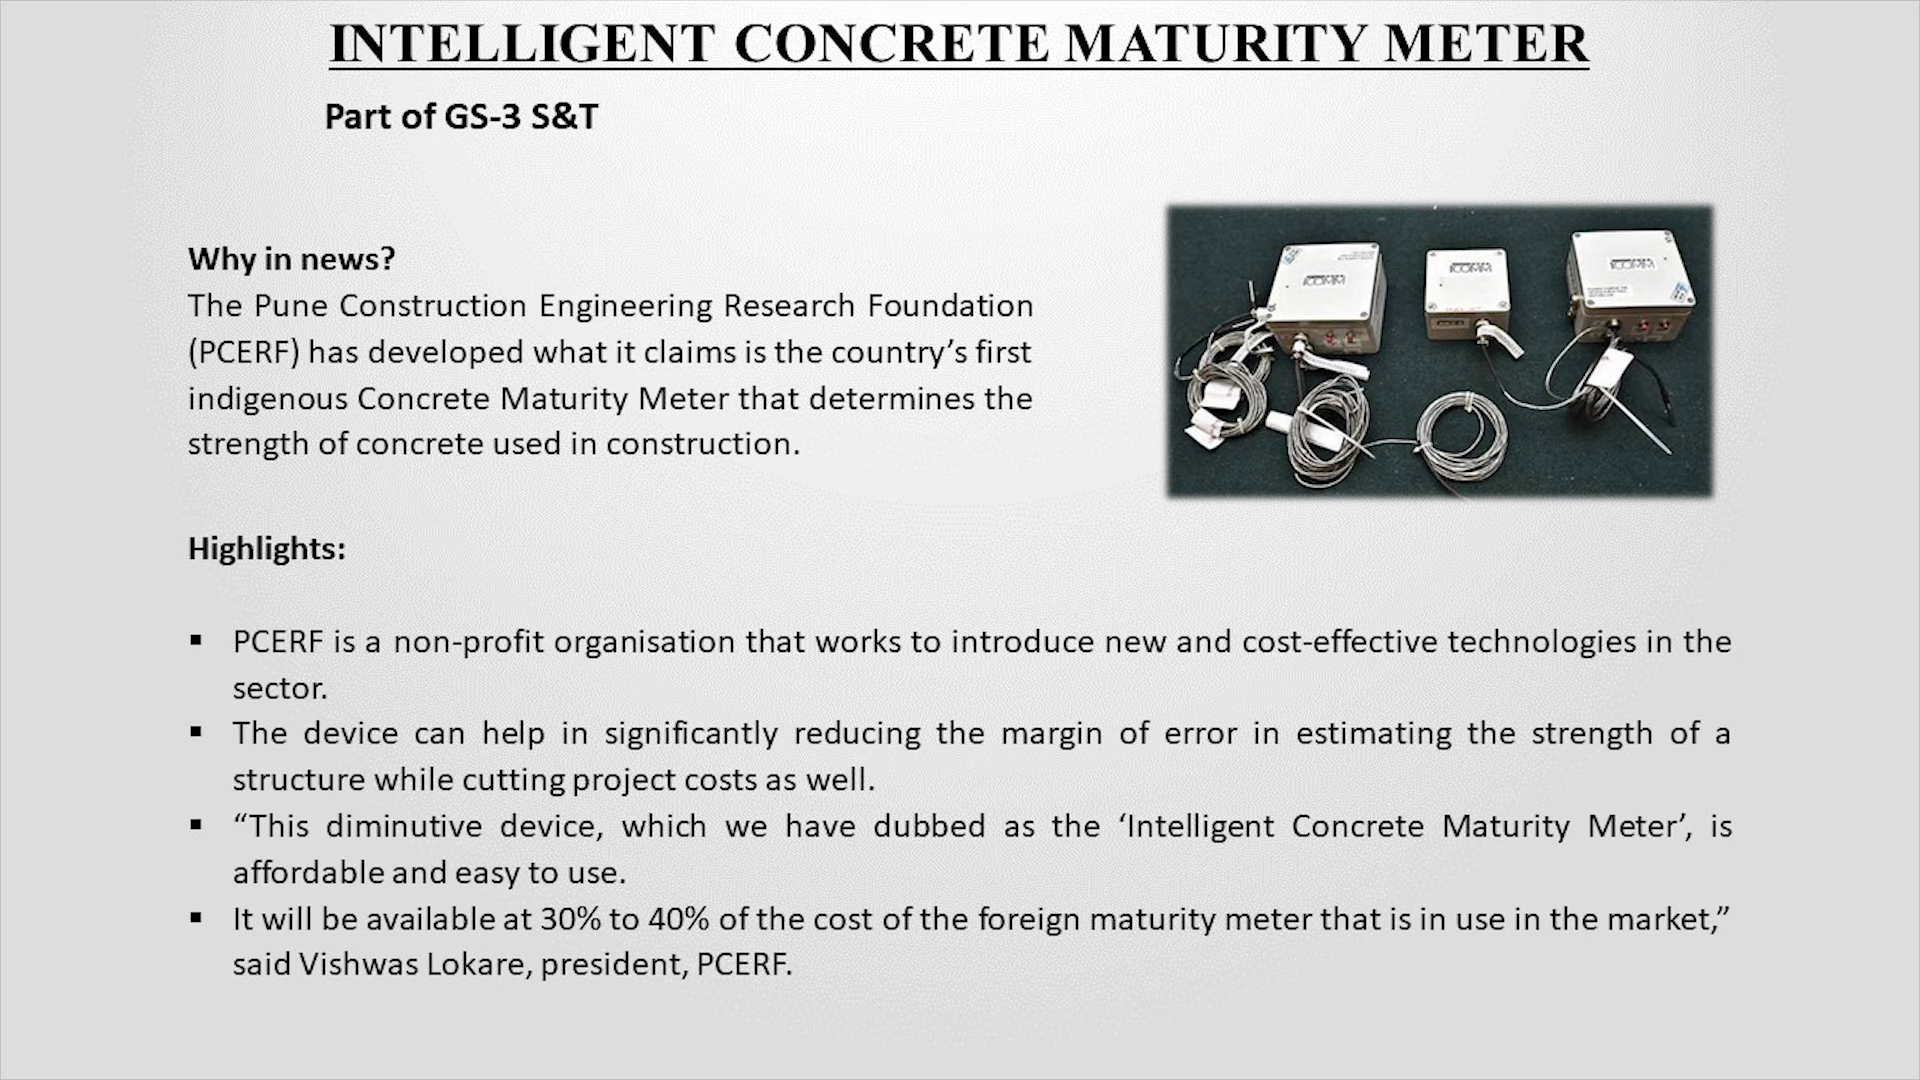 INTELLIGENT CONCRETE MATURITY METER
Part of GS-3 S&T
Why in news?
The Pune Construction Engineering Research Foundation
(PCERF) has developed what it claims is the country’s first
indigenous Concrete Maturity Meter that determines the
strength of concrete used in construction.
Highlights:
▪ PCERF is a non-profit organisation that works to introduce new and cost-effective technologies in the
sector.
▪ The device can help in significantly reducing the margin of error in estimating the strength of a
structure while cutting project costs as well.
▪ “This diminutive device, which we have dubbed as the ‘Intelligent Concrete Maturity Meter’, is
affordable and easy to use.
▪ It will be available at 30% to 40% of the cost of the foreign maturity meter that is in use in the market,”
said Vishwas Lokare, president, PCERF.